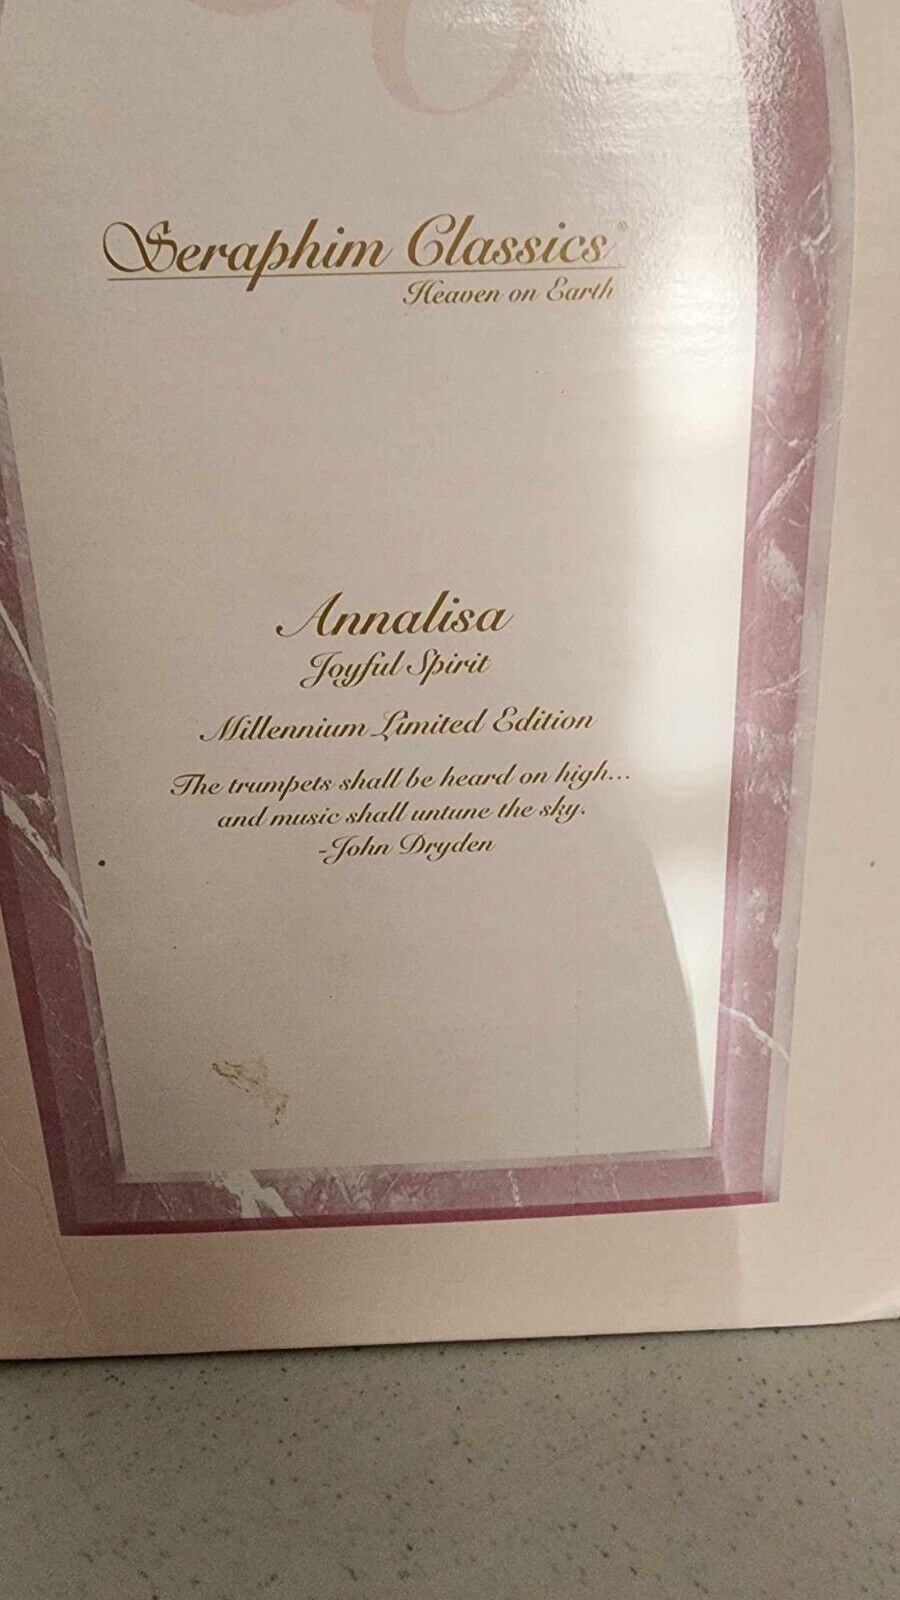 Seraphim Classics®
Heaven on Earth
Annalisa
Joyful Spirit
Millennium Limited Edition
The trumpets shall be heard on high...
and music shall untune the sky.
-John Dryden